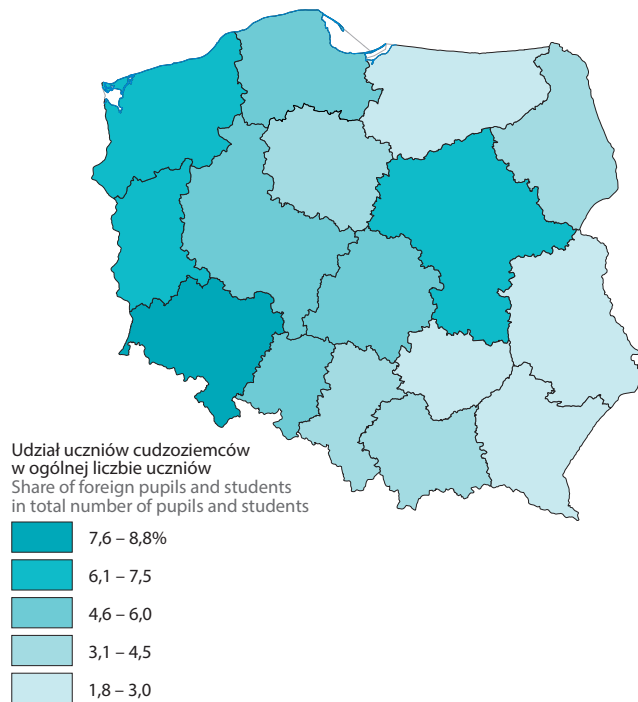 Udział uczniów cudzoziemców
w ogólnej liczbie uczniów
Share of foreign pupils and students
in total number of pupils and students
7,6 – 8,8%
6,1 – 7,5
4,6 – 6,0
3,1 – 4,5
1,8 – 3,0